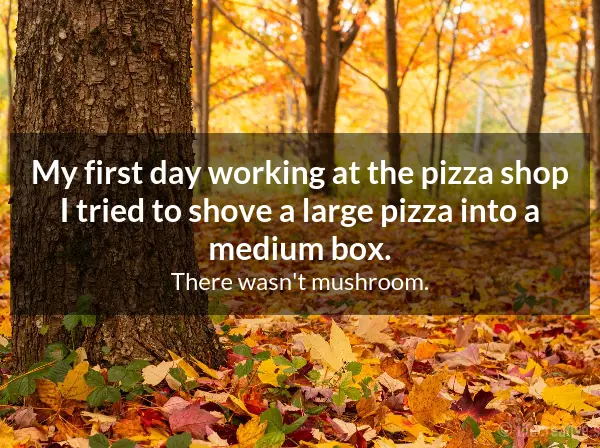 My first day working at the pizza shop
I tried to shove a large pizza into a
medium box.
There wasn't mushroom.